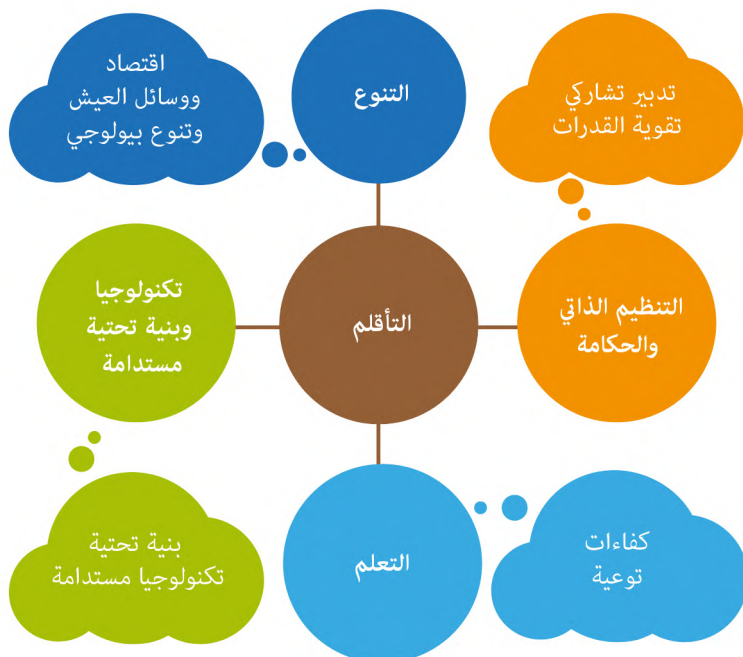 تدبير تشاركي
تقوية القدرات
التنوع
اقتصاد
ووسائل العيش
وتنوع بيولوجي
التنظيم الذاتي
والحكامة
التأقلم
تكنولوجيا
وبنية تحتية
مستدامة
كفاءات
توعية
التعلم
بنية تحتية
تكنولوجيا مستدامة